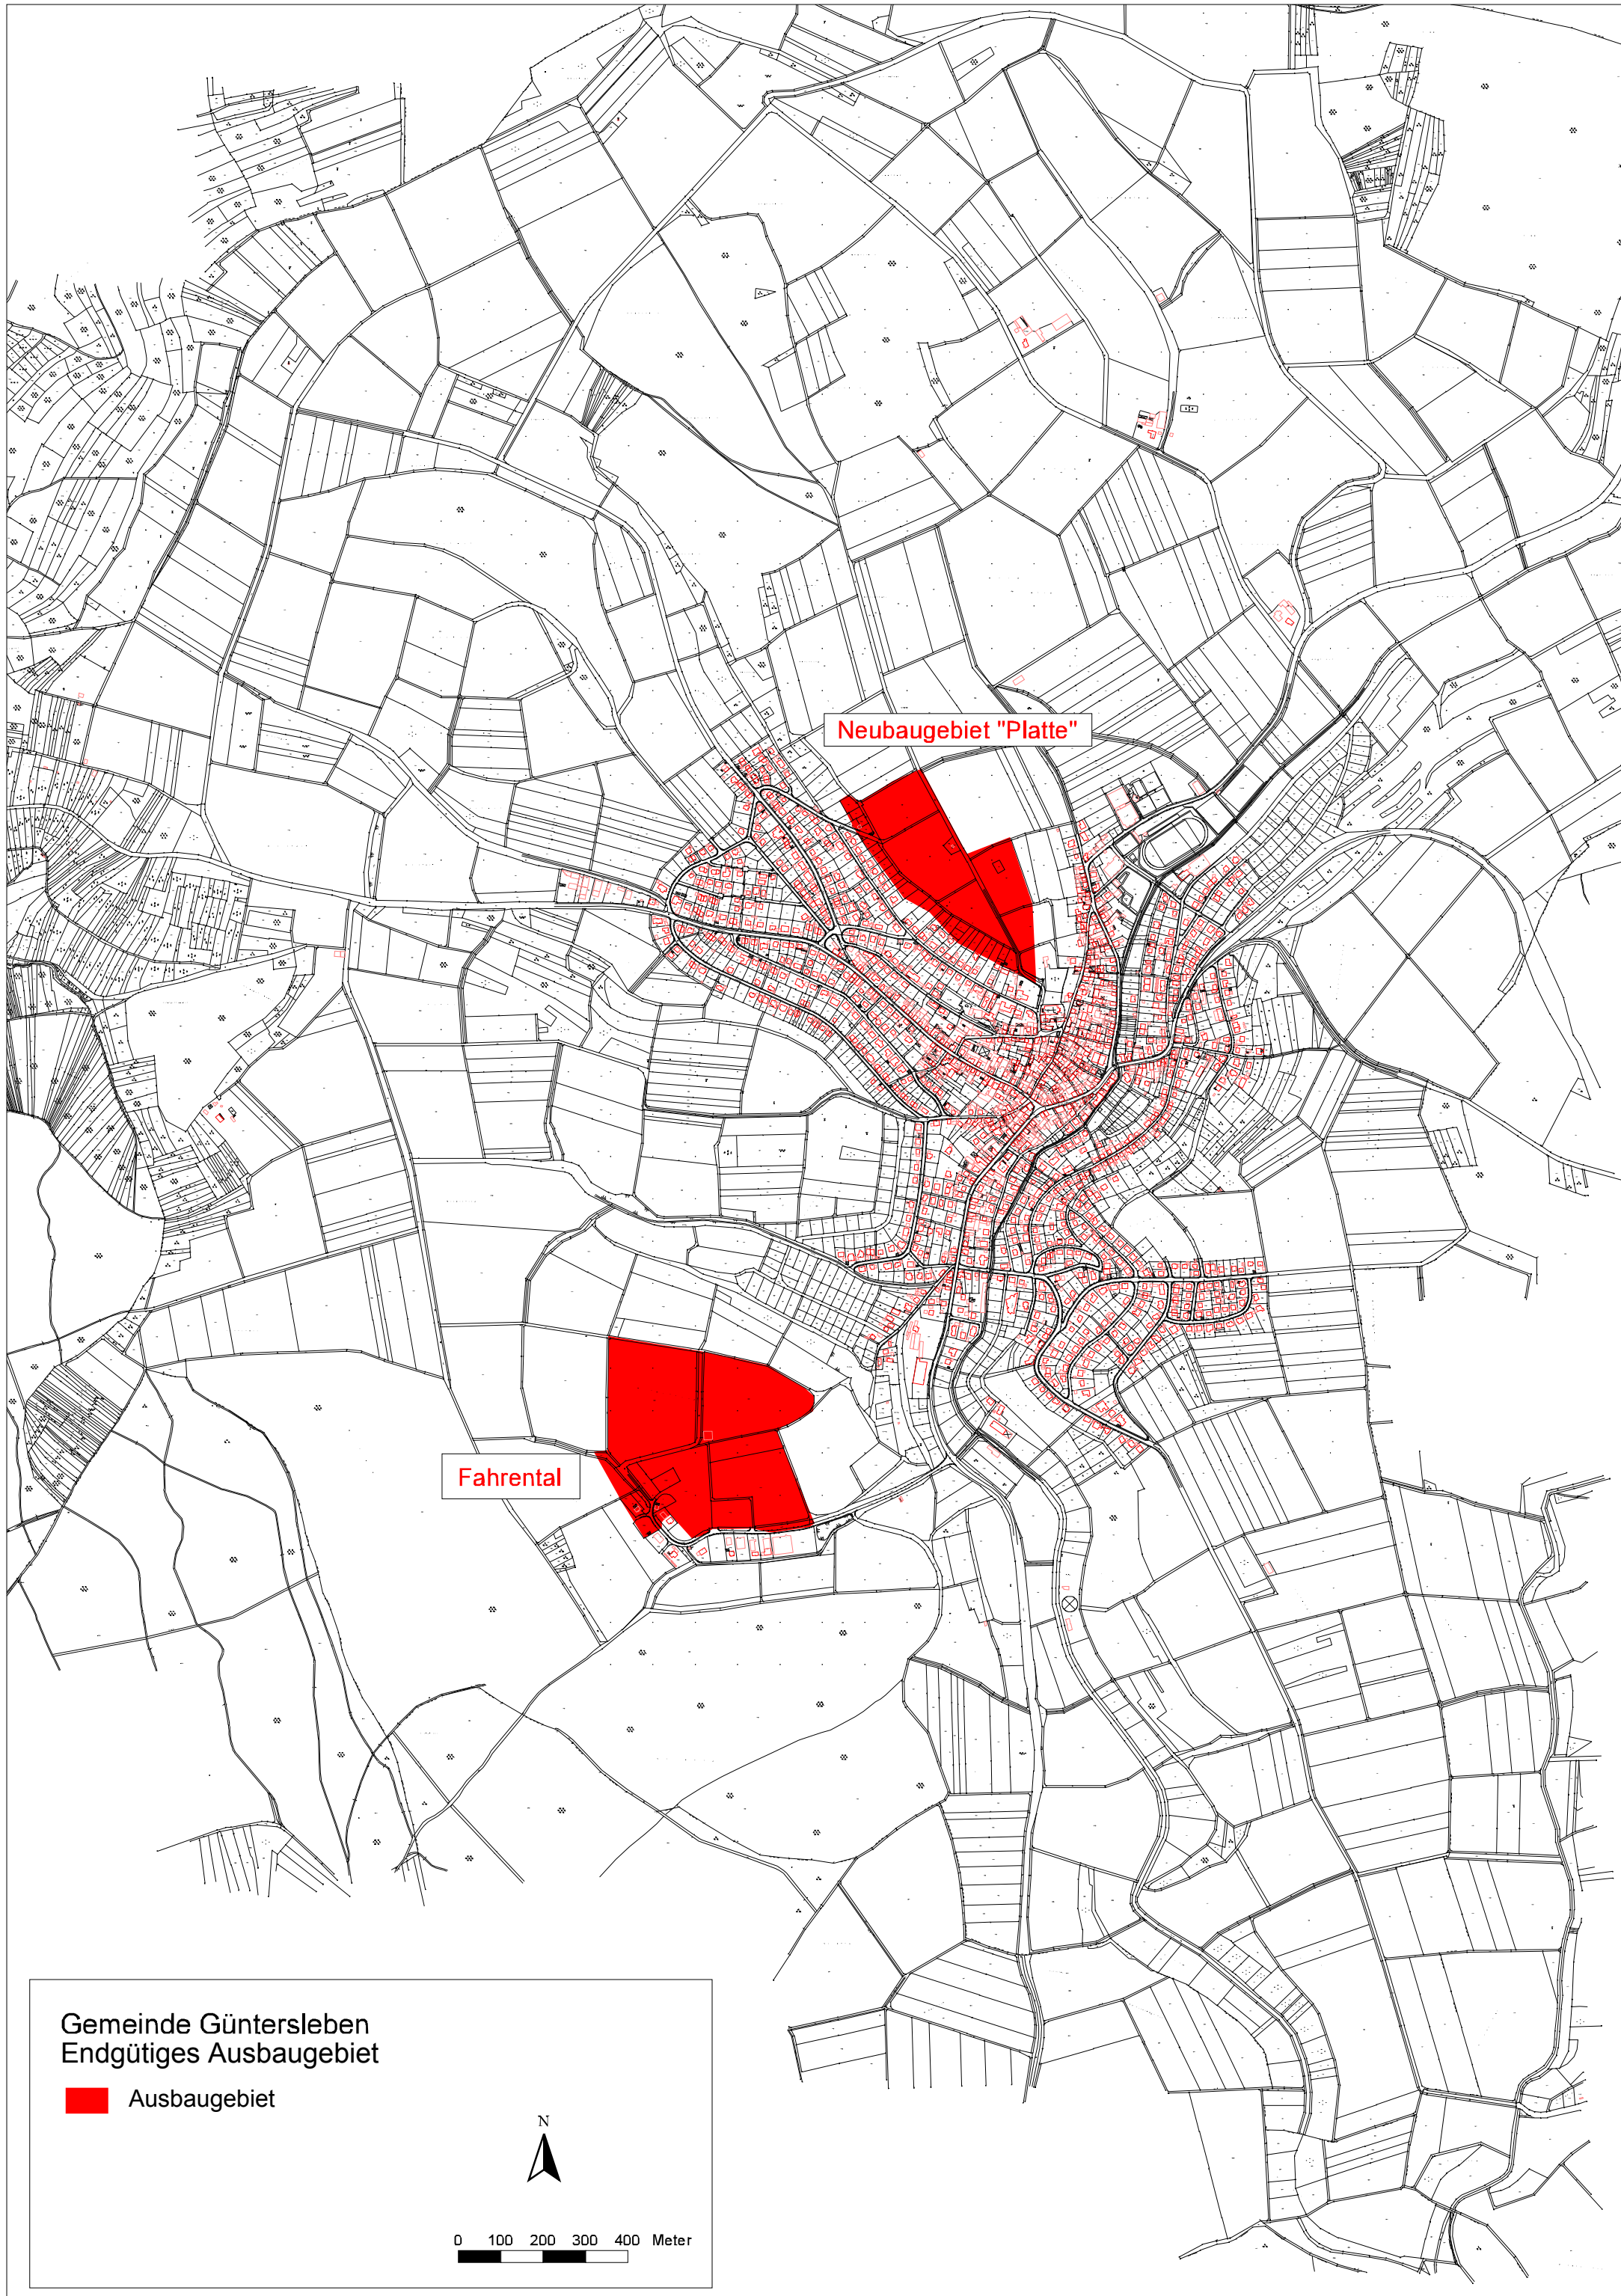 Neubaugebiet "Platte"
Fahrental
Gemeinde Güntersleben
Endgütiges Ausbaugebiet
Ausbaugebiet
N
0 100 200 300 400 Meter